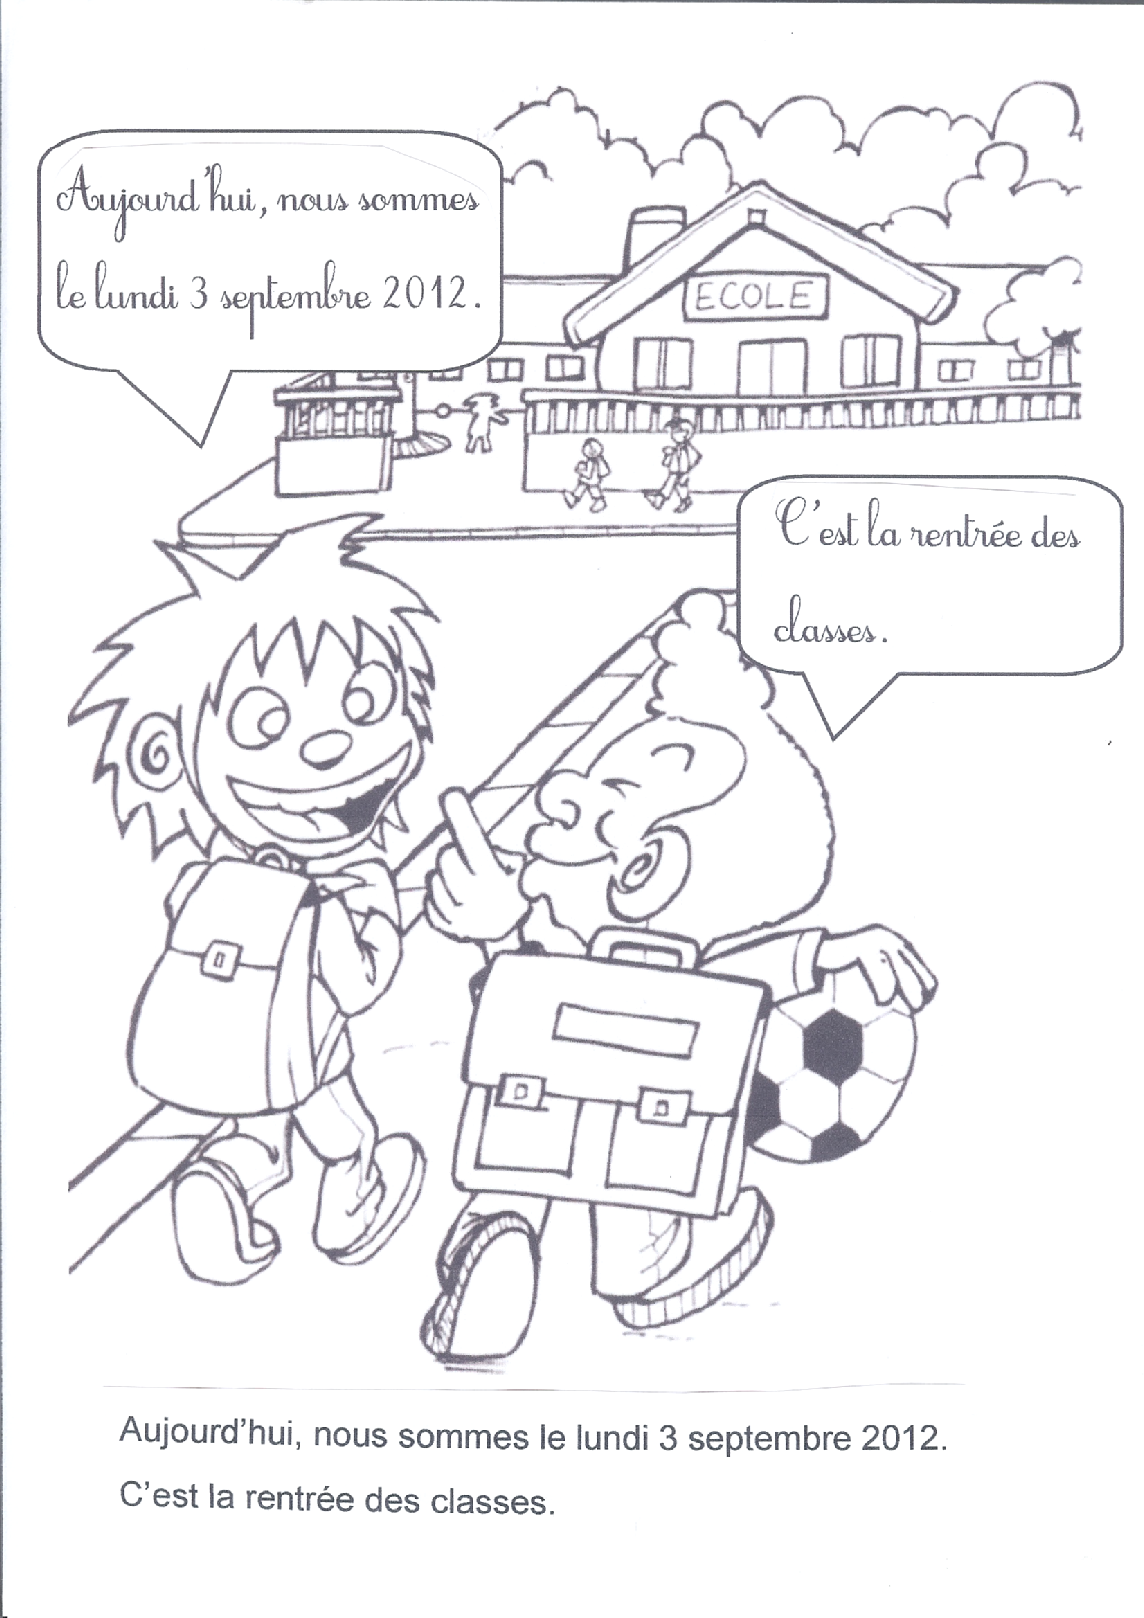 Aujourd'hui, nous sommes
le lundi 3 septembre 2012.
ECOLE
C'est la rentrée des
classes.
Aujourd'hui, nous sommes le lundi 3 septembre 2012.
C'est la rentrée des classes.